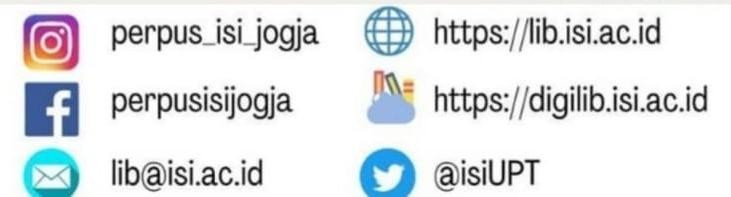 perpus_isi_jogja
https://lib.isi.ac.id
perpusisijogja
https://digilib.isi.ac.id
lib@isi.ac.id
@isiUPT